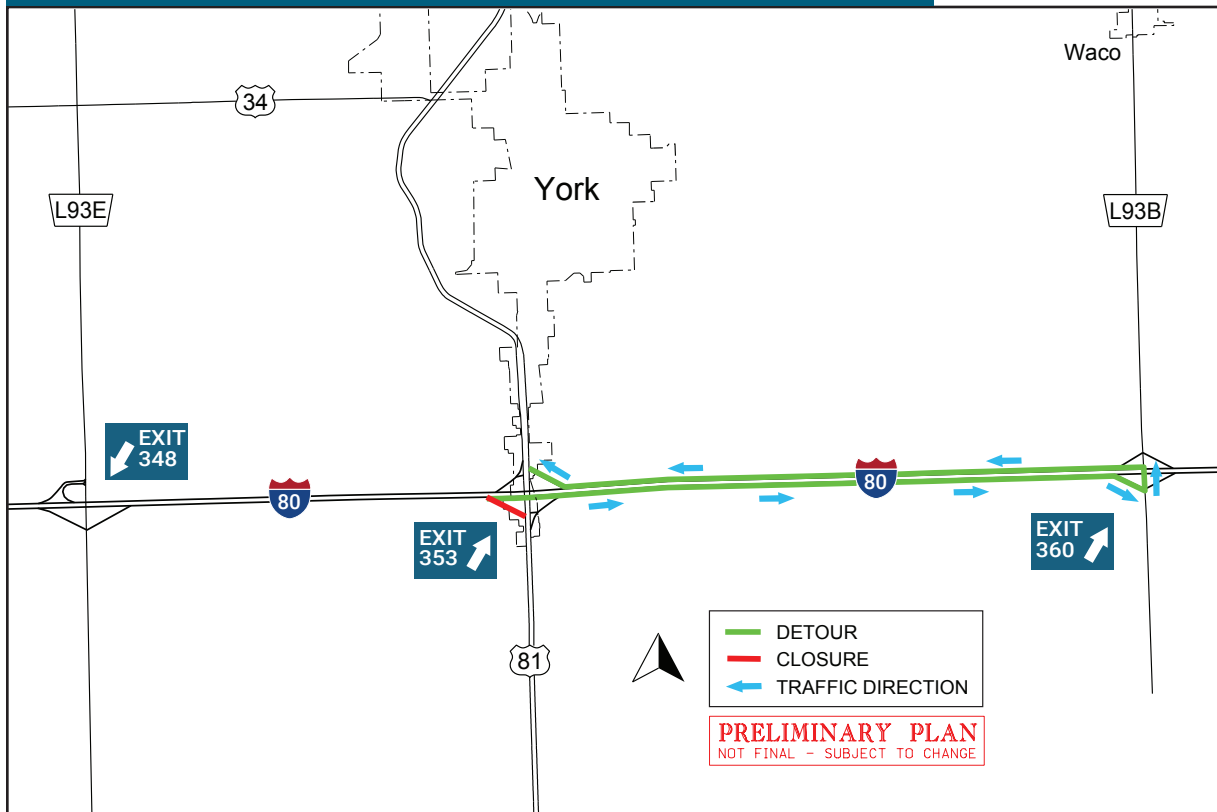 Waco
34
York
L93E
L93B
EXIT
348
80
80
EXIT
353
EXIT
360
81
DETOUR
CLOSURE
TRAFFIC DIRECTION
PRELIMINARY PLAN
NOT FINAL - SUBJECT TO CHANGE